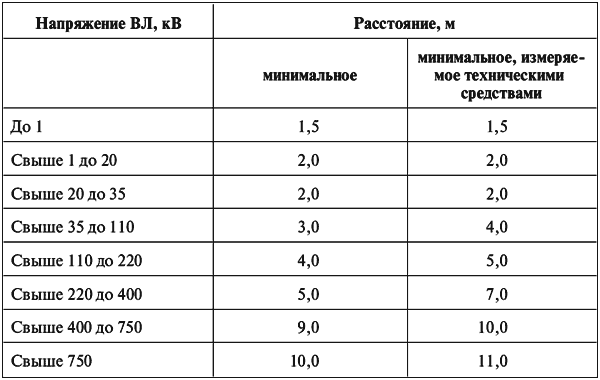 Напряжение ВЛ, кВ Расстояние, м
минимальное минимальное, измеряе-
мое техническими
средствами
До 1 1,5 1,5
Свыше 1 до 20 2,0 2,0
Свыше 20 до 35 2,0 2,0
Свыше 35 до 110 3,0 4,0
Свыше 110 до 220 4,0 5,0
Свыше 220 до 400 5,0 7,0
Свыше 400 до 750 9,0 10,0
Свыше 750 10,0 11,0